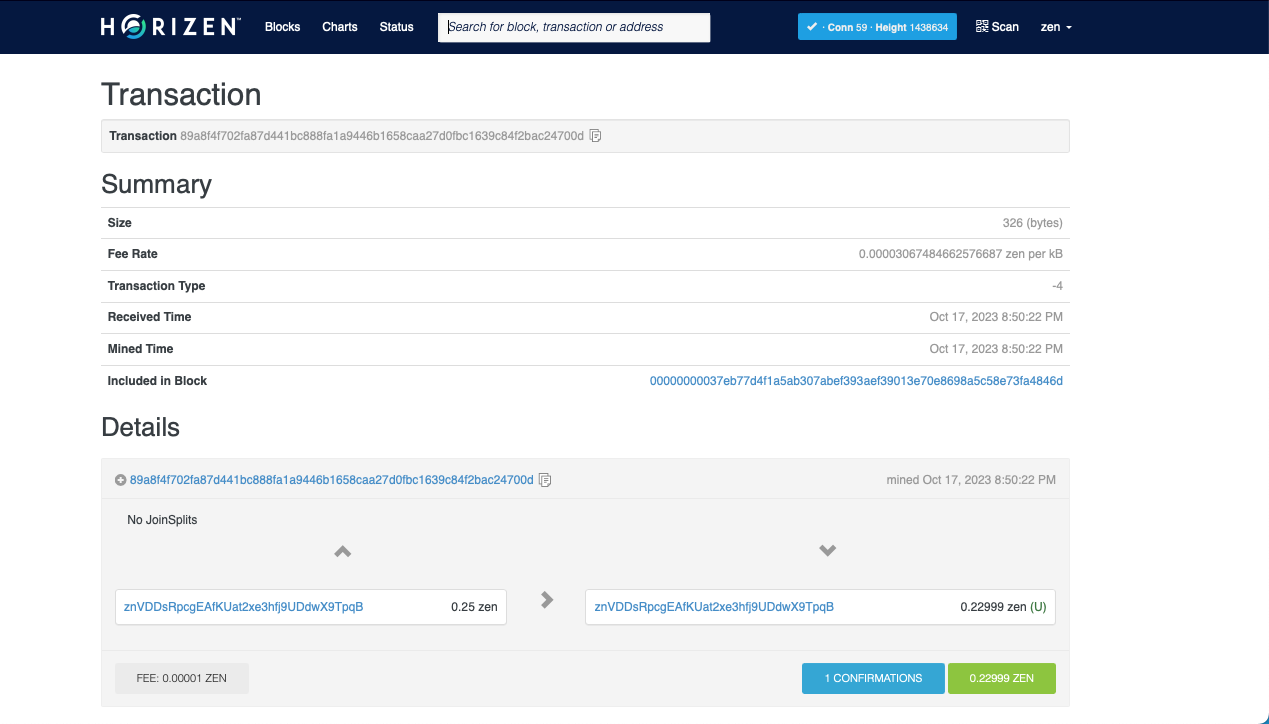 HORIZEN™ Blocks Charts Status Search for block, transaction or address ✔ · Conn 59 · Height 1438634 Scan zen
Transaction
Transaction 89a8f4f702fa87d441bc888fa1a9446b1658caa27d0fbc1639c84f2bac24700d
Summary
Size 326 (bytes)
Fee Rate 0.00003067484662576687 zen per kB
Transaction Type -4
Received Time Oct 17, 2023 8:50:22 PM
Mined Time Oct 17, 2023 8:50:22 PM
Included in Block 00000000037eb77d4f1a5ab307abef393aef39013e70e8698a5c58e73fa4846d
Details
89a8f4f702fa87d441bc888fa1a9446b1658caa27d0fbc1639c84f2bac24700d mined Oct 17, 2023 8:50:22 PM
No JoinSplits
znVDDsRpcgEAfKUat2xe3hfj9UDdwX9TpqB 0.25 zen znVDDsRpcgEAfKUat2xe3hfj9UDdwX9TpqB 0.22999 zen (U)
FEE: 0.00001 ZEN 1 CONFIRMATIONS 0.22999 ZEN